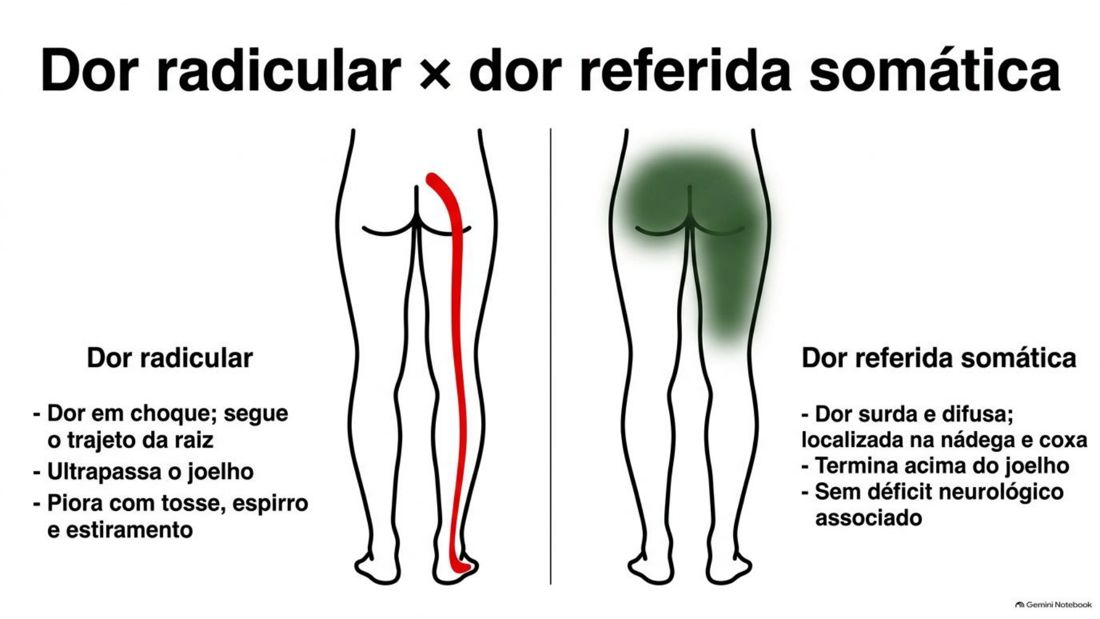 Dor radicular × dor referida somática
Dor radicular
- Dor em choque; segue
o trajeto da raiz
- Ultrapassa o joelho
- Piora com tosse, espirro
e estiramento
Dor referida somática
- Dor surda e difusa;
localizada na nádega e coxa
- Termina acima do joelho
- Sem déficit neurológico
associado
Gemini Notebook